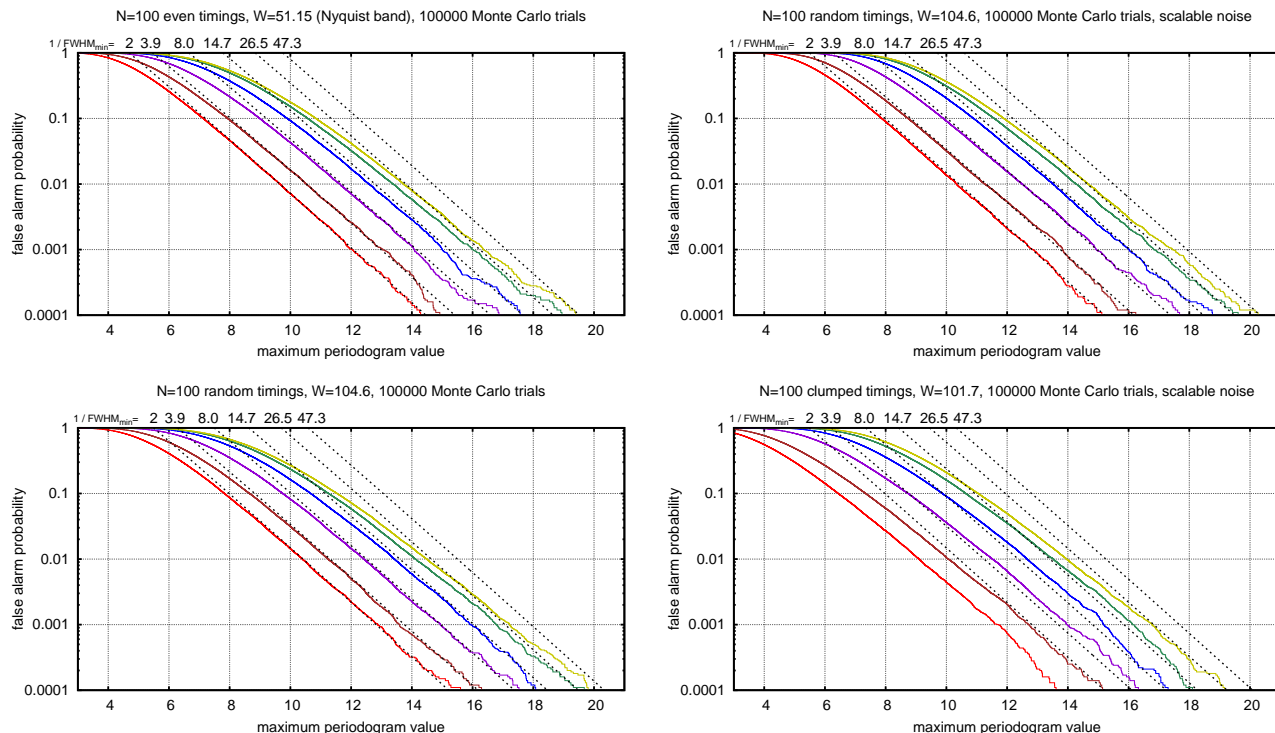 N=100 even timings, W=51.15 (Nyquist band), 100000 Monte Carlo trials
1 / FWHMmin= 2 3.9 8.0 14.7 26.5 47.3
1
0.1
0.01
0.001
0.0001
false alarm probability
4 6 8 10 12 14 16 18 20
maximum periodogram value
N=100 random timings, W=104.6, 100000 Monte Carlo trials, scalable noise
1 / FWHMmin= 2 3.9 8.0 14.7 26.5 47.3
1
0.1
0.01
0.001
0.0001
false alarm probability
4 6 8 10 12 14 16 18 20
maximum periodogram value
N=100 random timings, W=104.6, 100000 Monte Carlo trials
1 / FWHMmin= 2 3.9 8.0 14.7 26.5 47.3
1
0.1
0.01
0.001
0.0001
false alarm probability
4 6 8 10 12 14 16 18 20
maximum periodogram value
N=100 clumped timings, W=101.7, 100000 Monte Carlo trials, scalable noise
1 / FWHMmin= 2 3.9 8.0 14.7 26.5 47.3
1
0.1
0.01
0.001
0.0001
false alarm probability
4 6 8 10 12 14 16 18 20
maximum periodogram value